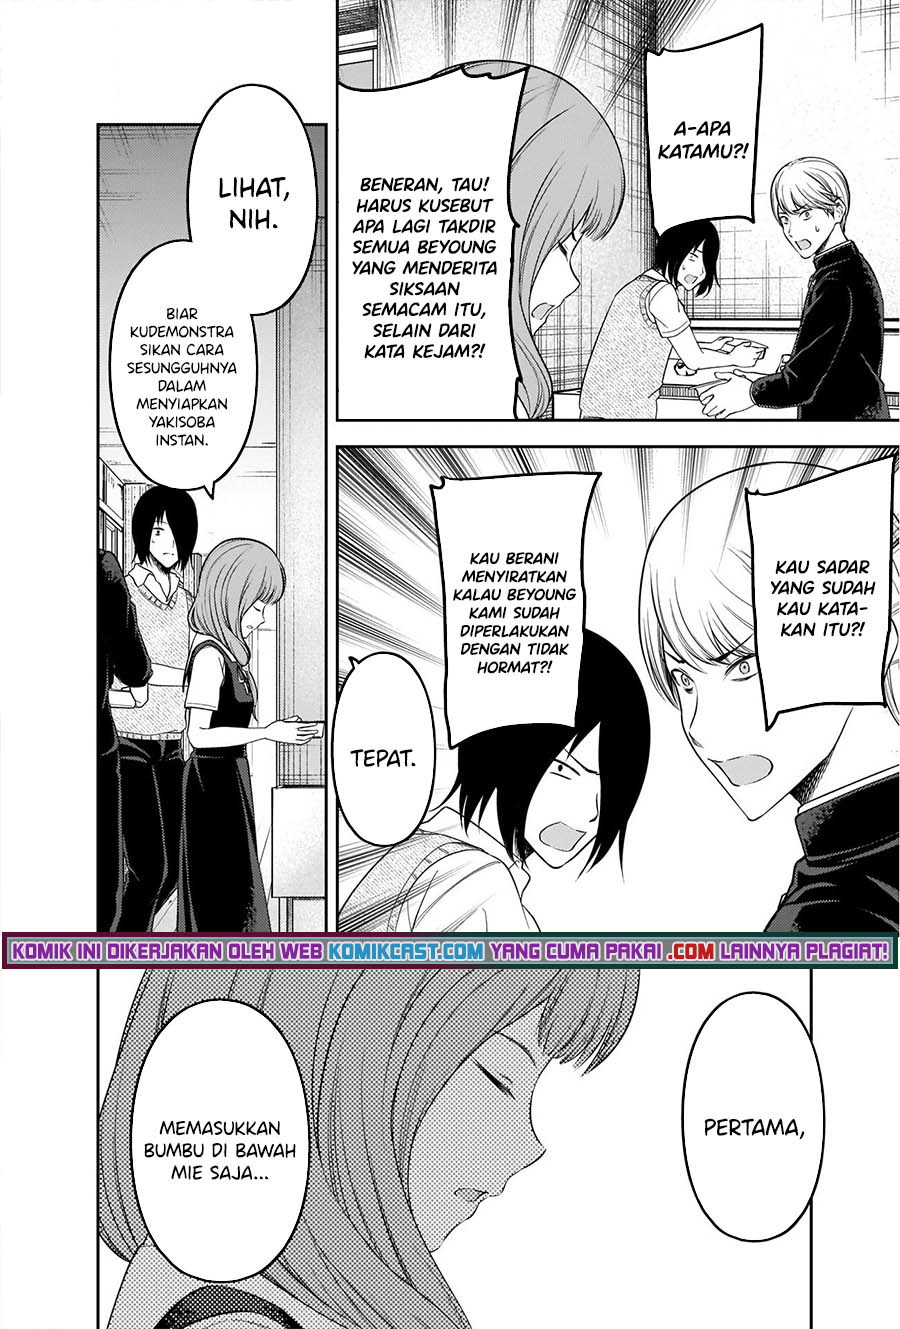 A-APA
KATAMU?!
BENERAN, TAU!
HARUS KUSEBUT
APA LAGI TAKDIR
SEMUA BEYOUNG
YANG MENDERITA
SIKSAAN
SEMACAM ITU,
SELAIN DARI
KATA KEJAM?!
KAU SADAR
YANG SUDAH
KAU KATA-
KAN ITU?!
KAU BERANI
MENYIRATKAN
KALAU BEYOUNG
KAMI SUDAH
DIPERLAKUKAN
DENGAN TIDAK
HORMAT?!
TEPAT.
LIHAT,
NIH.
BIAR
KUDEMONSTRA
SIKAN CARA
SESUNGGUHNYA
DALAM
MENYIAPKAN
YAKISOBA
INSTAN.
KOMIK INI DIKERJAKAN OLEH WEB KOMIKCAST.COM YANG CUMA PAKAI .COM LAINNYA PLAGIAT!
PERTAMA,
MEMASUKKAN
BUMBU DI BAWAH
MIE SAJA...